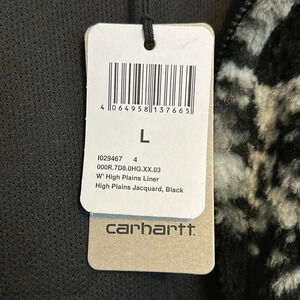 4 064958 137665
L
I029467 4
000R.7D8.0HG.XX.03
W' High Plains Liner
High Plains Jacquard, Black
carhartt